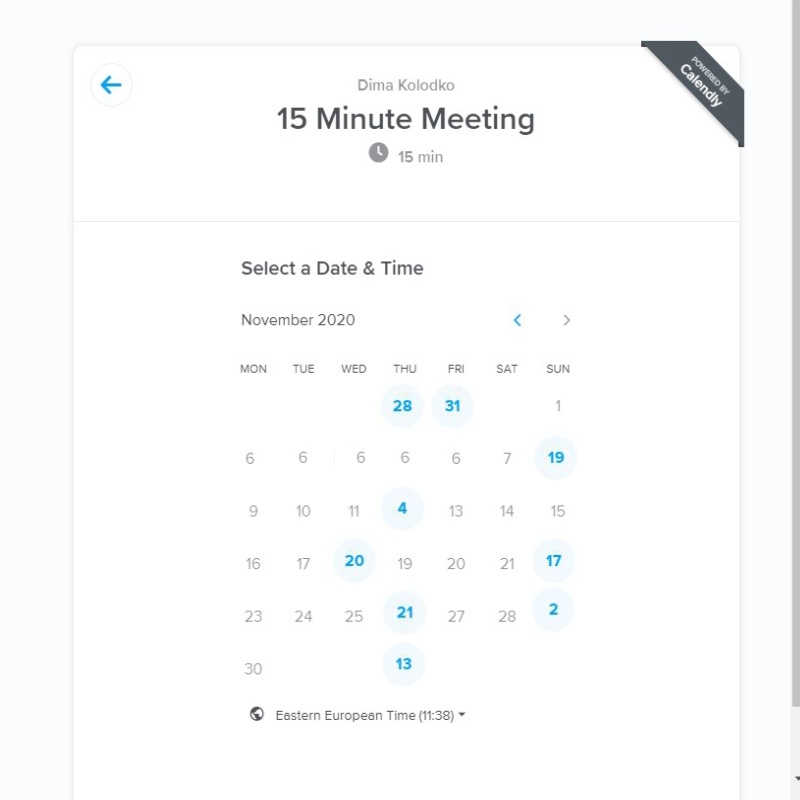 POWERED BY
Calendly
Dima Kolodko
15 Minute Meeting
15 min
Select a Date & Time
November 2020
MON TUE WED THU FRI SAT SUN
28 31 1
6 6 6 6 6 7 19
9 10 11 4 13 14 15
16 17 20 19 20 21 17
23 24 25 21 27 28 2
30 13
Eastern European Time (11:38)